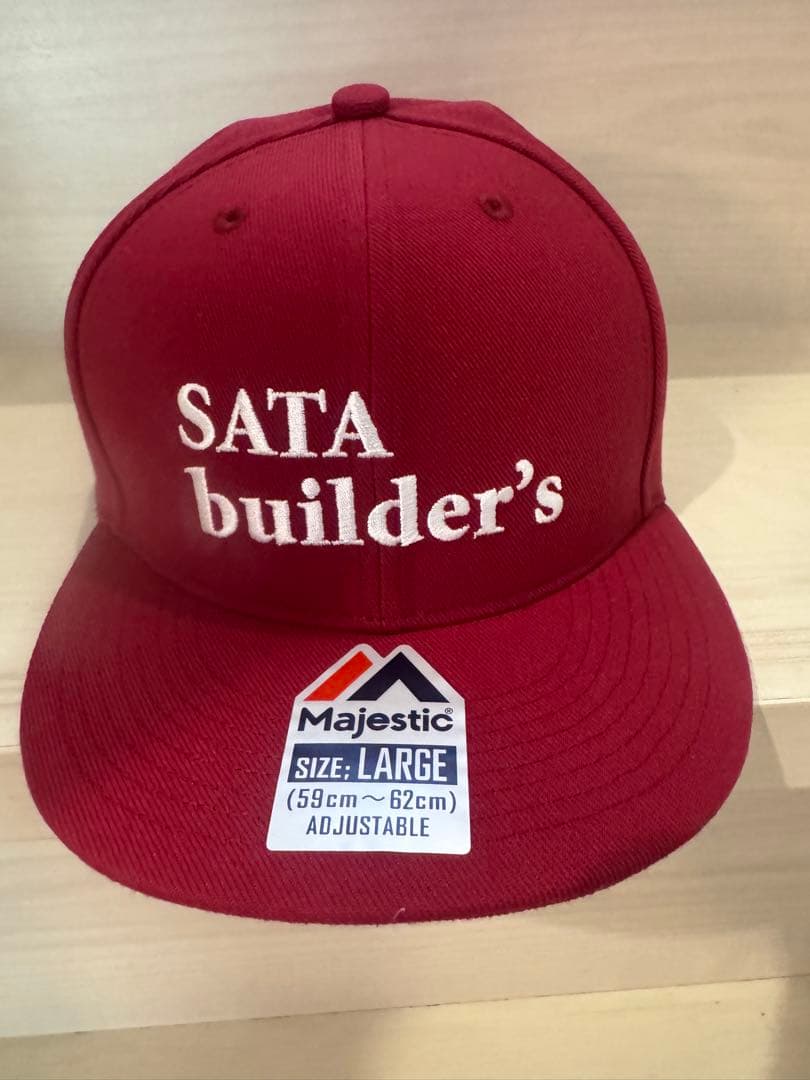 SATA
builder's
Majestic®
SIZE; LARGE
(59cm～62cm)
ADJUSTABLE